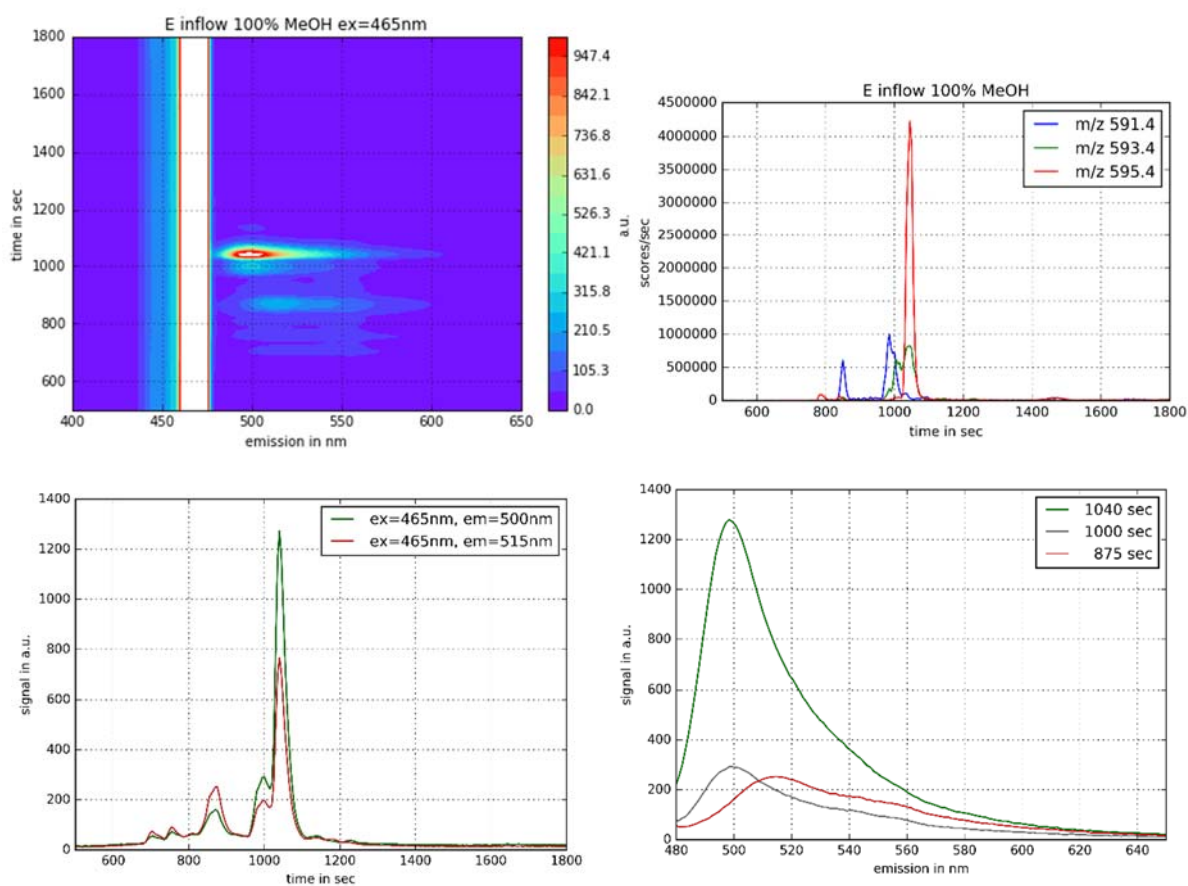 E inflow 100% MeOH ex=465nm
1800
1600
1400
1200
1000
800
600
time in sec
400 450 500 550 600 650
emission in nm
947.4
842.1
736.8
631.6
526.3
421.1
315.8
210.5
105.3
0.0
a.u.
E inflow 100% MeOH
4500000
4000000
3500000
3000000
2500000
2000000
1500000
1000000
500000
0
scores/sec
m/z 591.4
m/z 593.4
m/z 595.4
600 800 1000 1200 1400 1600 1800
time in sec
1400
1200
1000
800
600
400
200
0
signal in a.u.
ex=465nm, em=500nm
ex=465nm, em=515nm
600 800 1000 1200 1400 1600 1800
time in sec
1400
1200
1000
800
600
400
200
0
signal in a.u.
1040 sec
1000 sec
875 sec
480 500 520 540 560 580 600 620 640
emission in nm